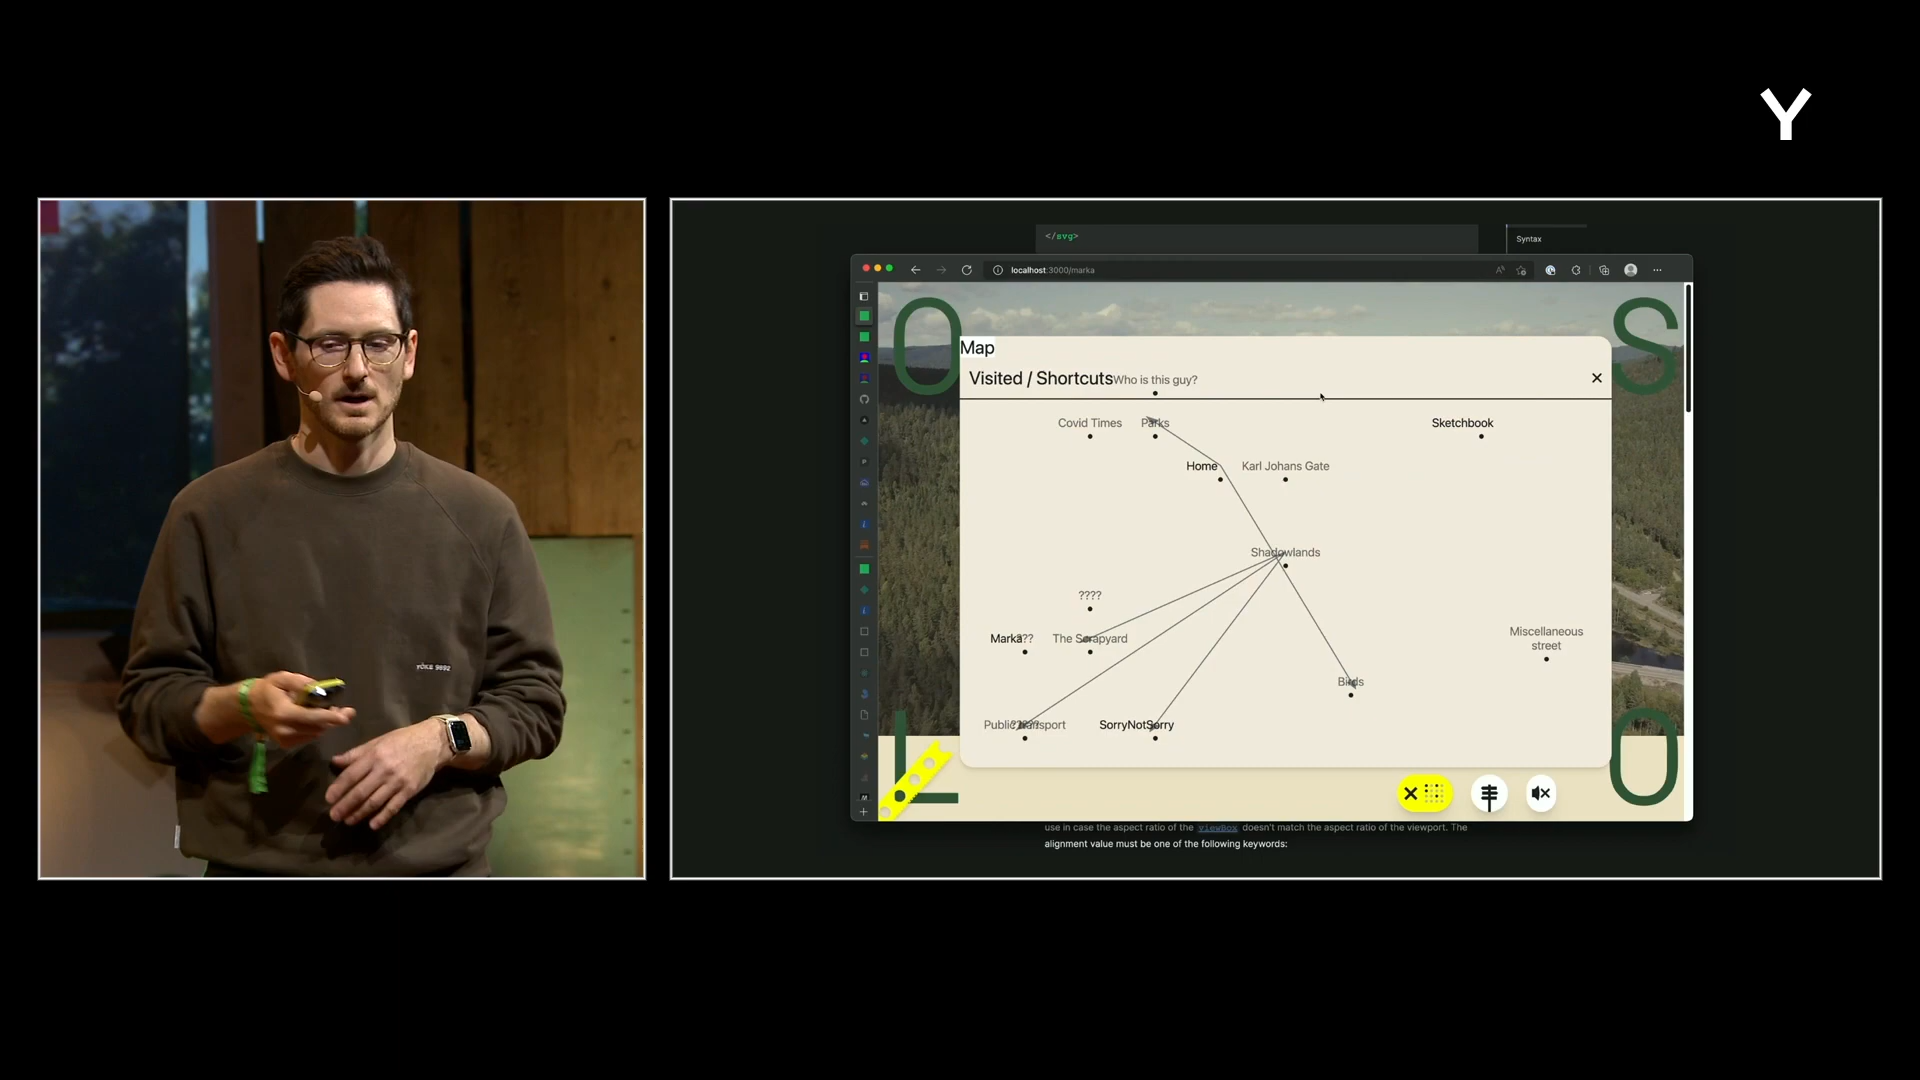 Y
</svg>
Syntax
localhost:3000/marka
O
S
Map
Visited / Shortcuts
Who is this guy?
Covid Times
Parks
Sketchbook
Home
Karl Johans Gate
Shadowlands
????
Marka
???
The Scrapyard
Miscellaneous
street
Birds
Public Transport
SorryNotSorry
L
O
use in case the aspect ratio of the viewBox doesn't match the aspect ratio of the viewport. The
alignment value must be one of the following keywords: